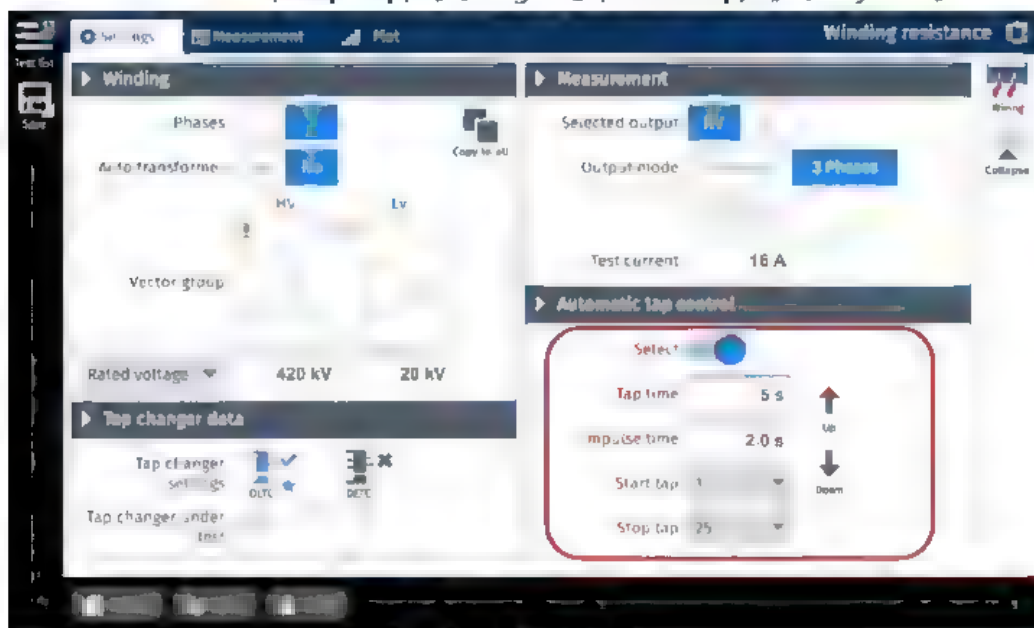 Settings Measurement Plot Winding resistance
Test list
Save
Winding
Phases
Copy to all
Auto transformer No
HV LV
Vector group
Rated voltage 420 kV 20 kV
Tap changer data
Tap changer settings
OLTC DETC
Tap changer under test
Measurement
Selected output HV
Output mode 3 Phases
Test current 16 A
Wiring
Collapse
Automatic tap control
Select
Tap time 5 s
Up
Impulse time 2.0 s
Down
Start tap 1
Stop tap 25